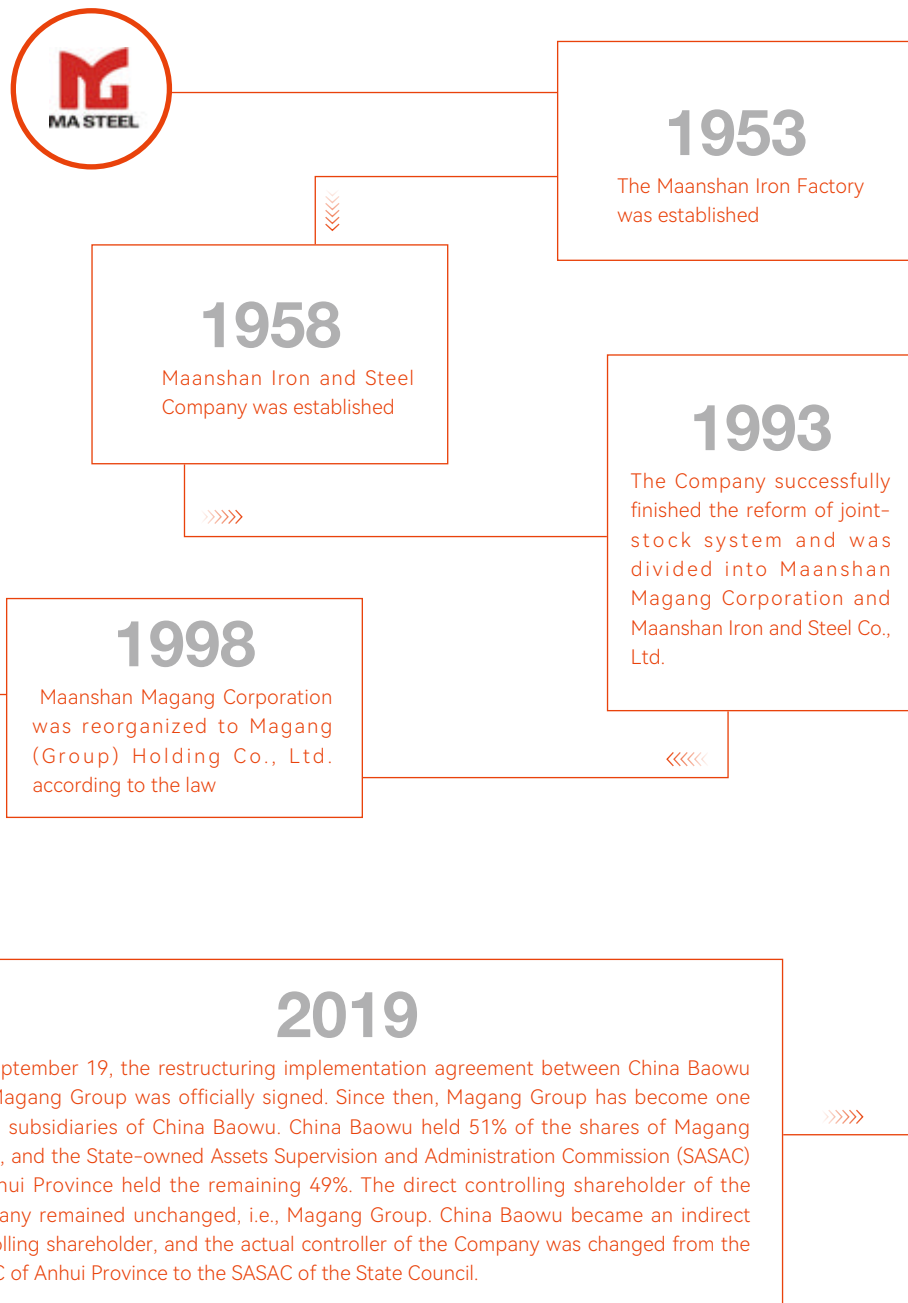 MA STEEL
1953
The Maanshan Iron Factory
was established
1958
Maanshan Iron and Steel
Company was established
1993
The Company successfully
finished the reform of joint-
stock system and was
divided into Maanshan
Magang Corporation and
Maanshan Iron and Steel Co.,
Ltd.
1998
Maanshan Magang Corporation
was reorganized to Magang
(Group) Holding Co., Ltd.
according to the law
2019
ptember 19, the restructuring implementation agreement between China Baowu
Magang Group was officially signed. Since then, Magang Group has become one
subsidiaries of China Baowu. China Baowu held 51% of the shares of Magang
, and the State-owned Assets Supervision and Administration Commission (SASAC)
hui Province held the remaining 49%. The direct controlling shareholder of the
any remained unchanged, i.e., Magang Group. China Baowu became an indirect
olling shareholder, and the actual controller of the Company was changed from the
C of Anhui Province to the SASAC of the State Council.